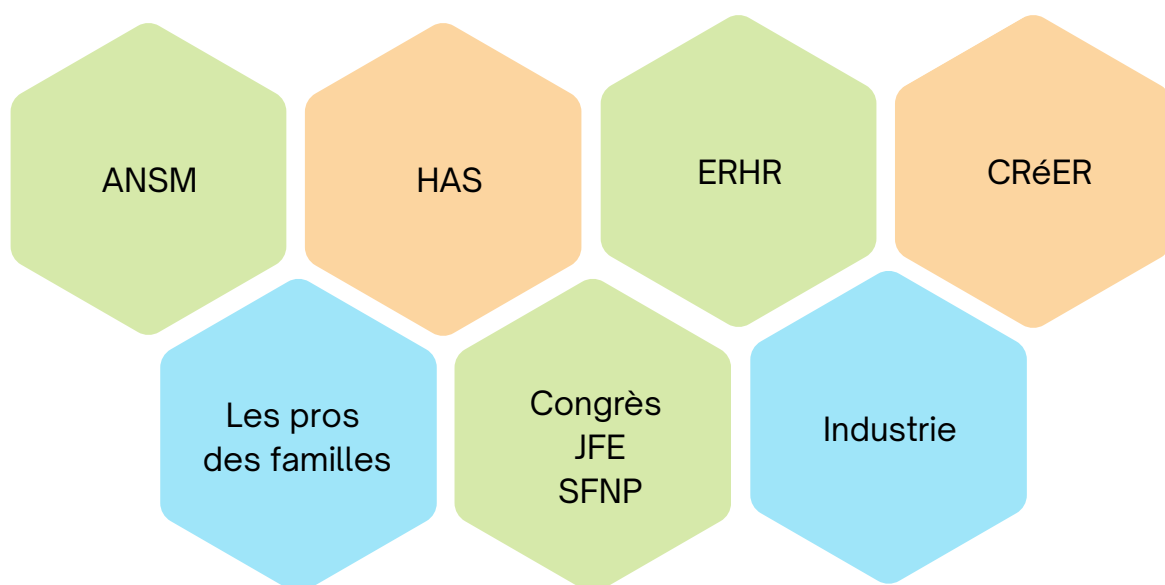 ANSM
HAS
ERHR
CRéER
Les pros
des familles
Congrès
JFE
SFNP
Industrie